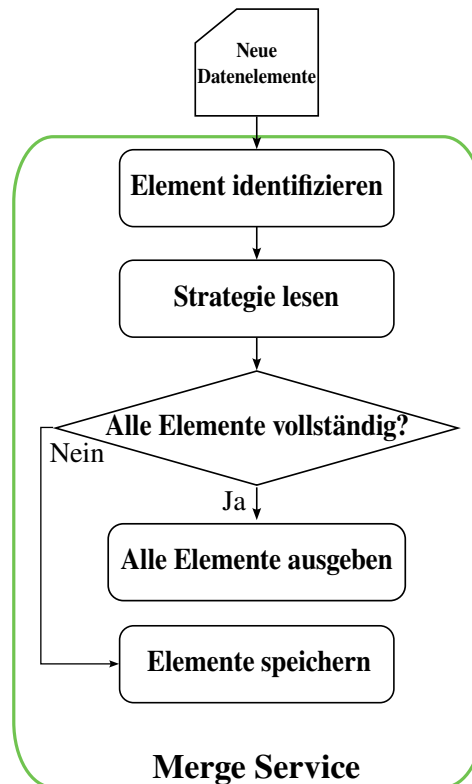 Neue
Datenelemente
Element identifizieren
Strategie lesen
Alle Elemente vollständig?
Nein
Ja
Alle Elemente ausgeben
Elemente speichern
Merge Service